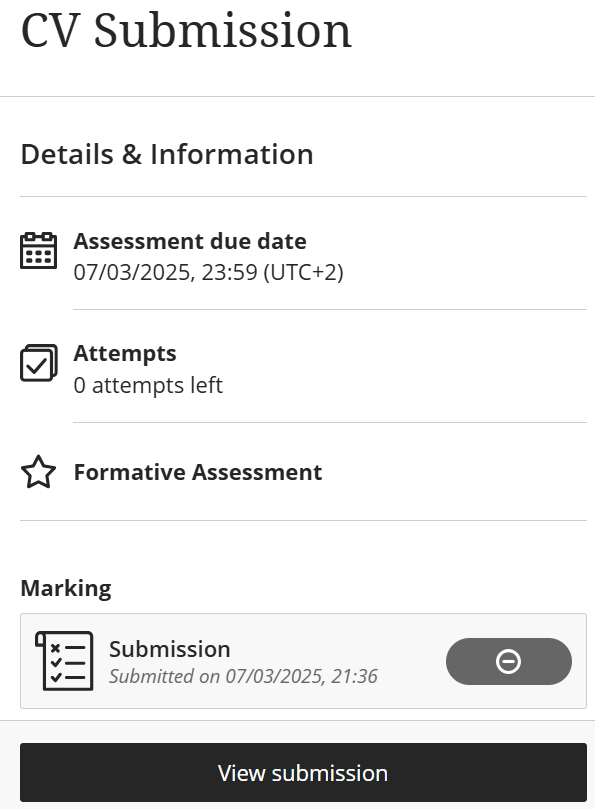 CV Submission
Details & Information
Assessment due date
07/03/2025, 23:59 (UTC+2)
Attempts
0 attempts left
Formative Assessment
Marking
Submission
Submitted on 07/03/2025, 21:36
View submission